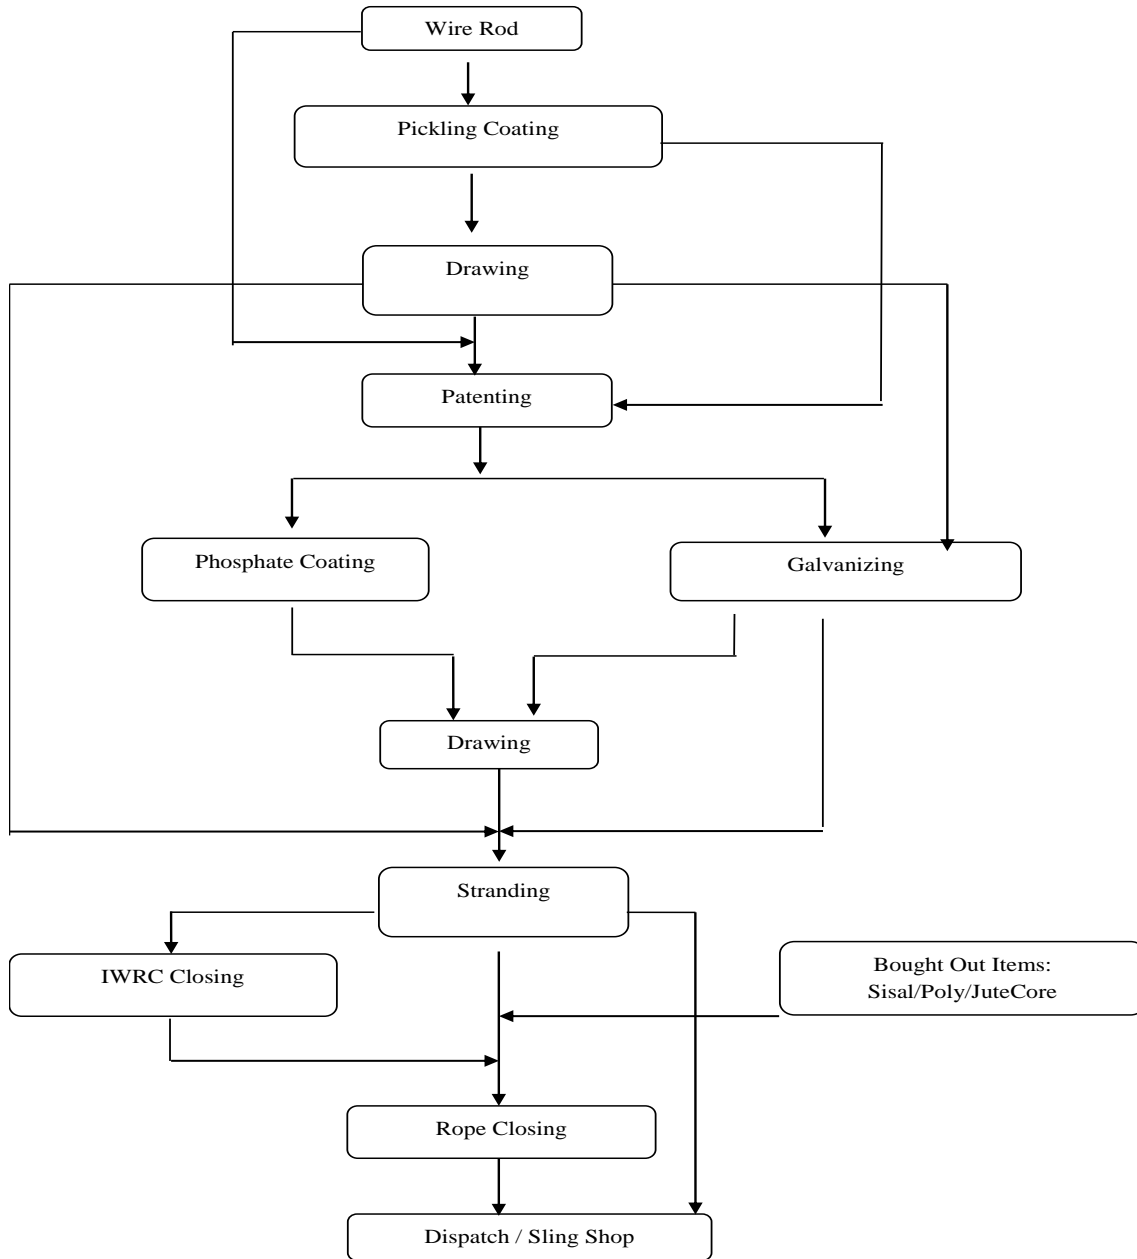 Wire Rod
Pickling Coating
Drawing
Patenting
Phosphate Coating
Galvanizing
Drawing
Stranding
IWRC Closing
Bought Out Items:
Sisal/Poly/JuteCore
Rope Closing
Dispatch / Sling Shop